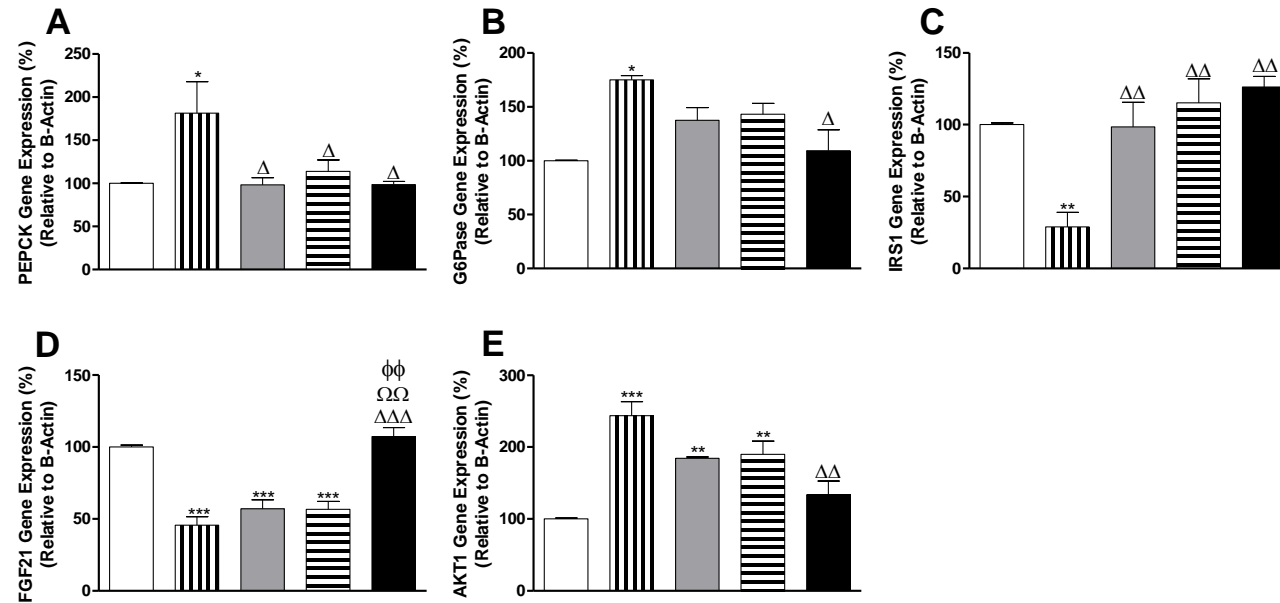 A
PEPCK Gene Expression (%)
(Relative to B-Actin)
250
200
150
100
50
0
*
Δ
Δ
Δ
B
G6Pase Gene Expression (%)
(Relative to B-Actin)
200
150
100
50
0
*
Δ
C
IRS1 Gene Expression (%)
(Relative to B-Actin)
150
100
50
0
**
ΔΔ
ΔΔ
ΔΔ
D
FGF21 Gene Expression (%)
(Relative to B-Actin)
150
100
50
0
***
***
***
ϕϕ
ΩΩ
ΔΔΔ
E
AKT1 Gene Expression (%)
(Relative to B-Actin)
300
200
100
0
***
**
**
ΔΔ